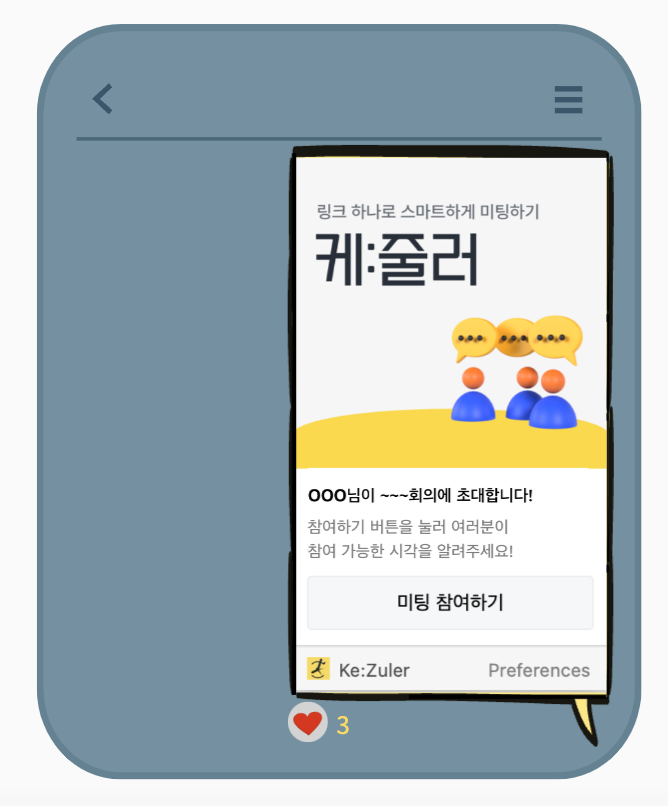 링크 하나로 스마트하게 미팅하기
케:줄러
OOO님이 ~~~회의에 초대합니다!
참여하기 버튼을 눌러 여러분이
참여 가능한 시각을 알려주세요!
미팅 참여하기
Ke:Zuler Preferences
3